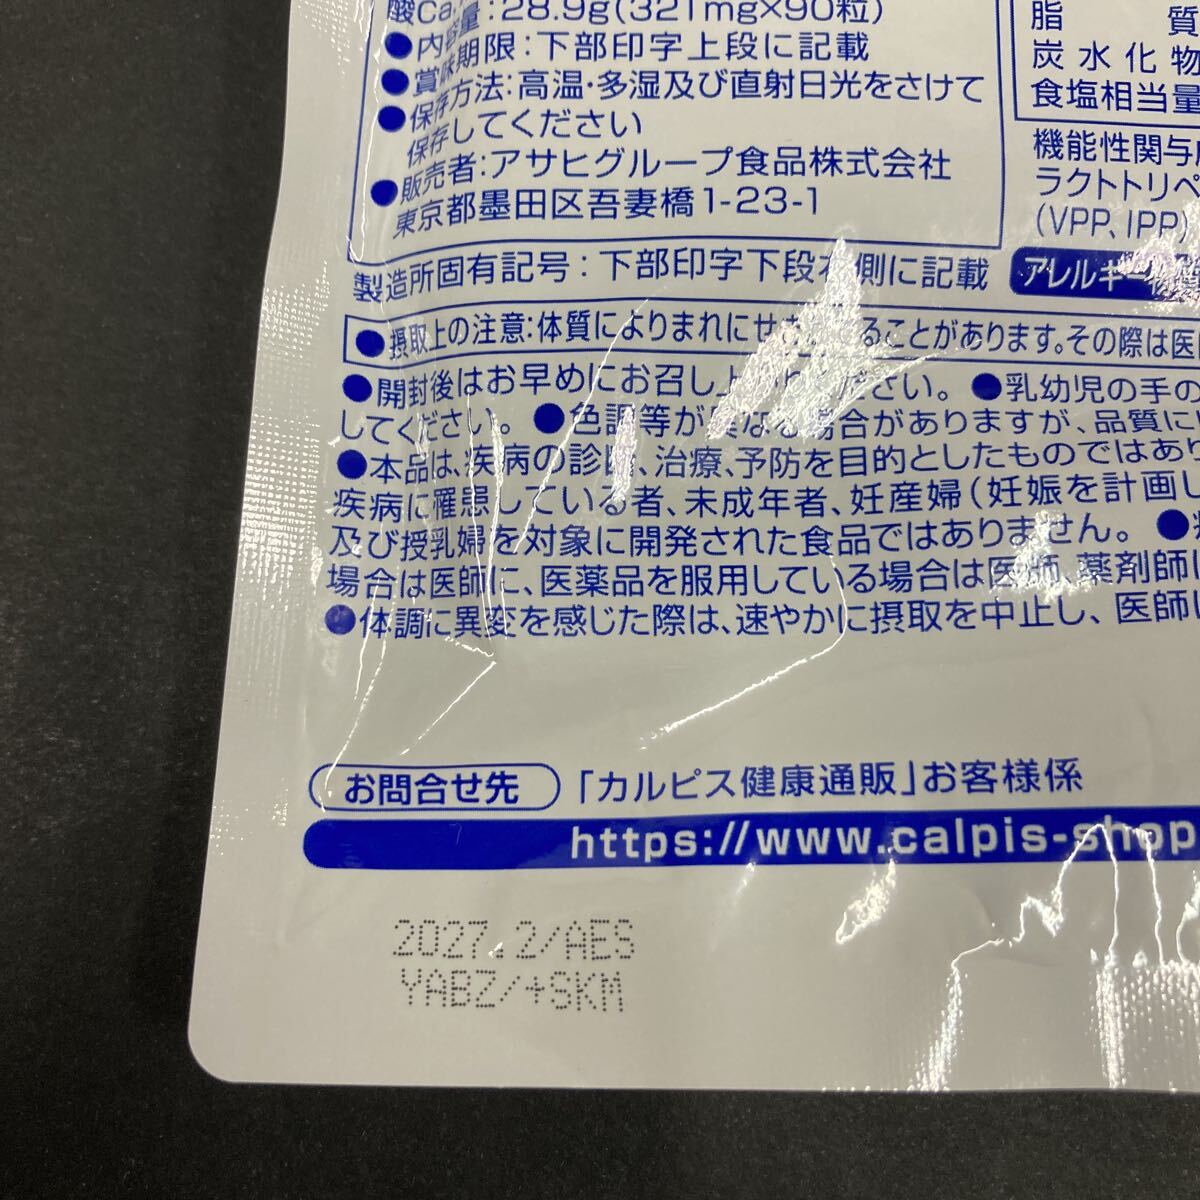 酸Ca
●内容量:28.9g(321mg×90粒)
●賞味期限:下部印字上段に記載
●保存方法:高温・多湿及び直射日光をさけて
保存してください
●販売者:アサヒグループ食品株式会社
東京都墨田区吾妻橋1-23-1
製造所固有記号:下部印字下段右側に記載
脂質
炭水化物
食塩相当量
機能性関与
ラクトトリペ
(VPP、IPP)
アレルギー物質
●摂取上の注意:体質によりまれにせきが出ることがあります。その際は医
●開封後はお早めにお召し上がりください。●乳幼児の手の
してください。●色調等が異なる場合がありますが、品質に
●本品は、疾病の診断、治療、予防を目的としたものではあり
疾病に罹患している者、未成年者、妊産婦(妊娠を計画し
及び授乳婦を対象に開発された食品ではありません。●
場合は医師に、医薬品を服用している場合は医師、薬剤師に
●体調に異変を感じた際は、速やかに摂取を中止し、医師に
お問合せ先 「カルピス健康通販」お客様係
https://www.calpis-shop
2027.2/AES
YABZ/+SKM